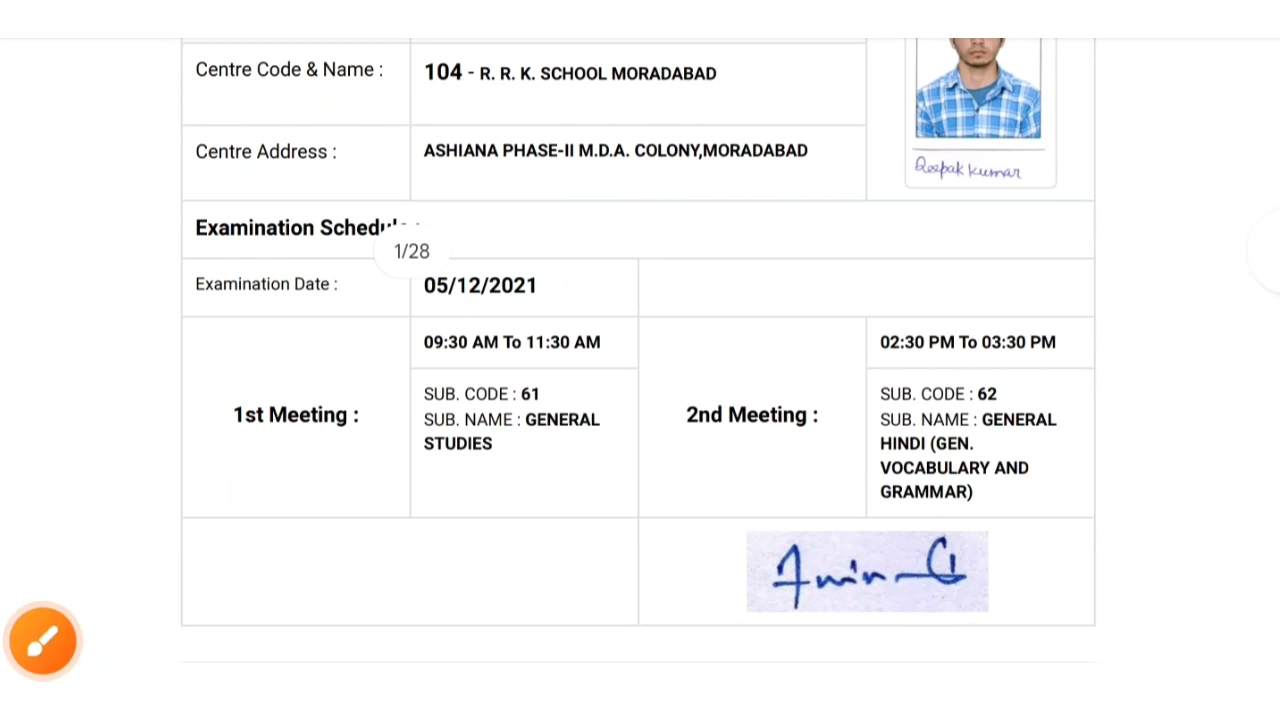 Centre Code & Name :
104 - R. R. K. SCHOOL MORADABAD
Centre Address :
ASHIANA PHASE-II M.D.A. COLONY,MORADABAD
Deepak kumar
Examination Schedule :
1/28
Examination Date :
05/12/2021
1st Meeting :
09:30 AM To 11:30 AM
SUB. CODE : 61
SUB. NAME : GENERAL
STUDIES
2nd Meeting :
02:30 PM To 03:30 PM
SUB. CODE : 62
SUB. NAME : GENERAL
HINDI (GEN.
VOCABULARY AND
GRAMMAR)